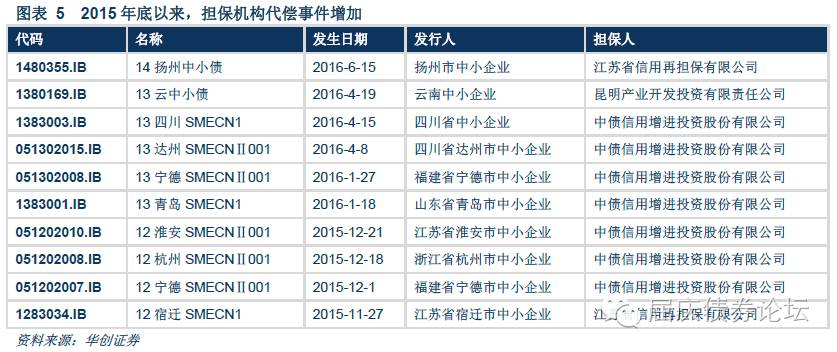 图表 5 2015 年底以来，担保机构代偿事件增加
代码 名称 发生日期 发行人 担保人
1480355.IB 14 扬州中小债 2016-6-15 扬州市中小企业 江苏省信用再担保有限公司
1380169.IB 13 云中小债 2016-4-19 云南中小企业 昆明产业开发投资有限责任公司
1383003.IB 13 四川 SMECN1 2016-4-15 四川省中小企业 中债信用增进投资股份有限公司
051302015.IB 13 达州 SMECNⅡ001 2016-4-8 四川省达州市中小企业 中债信用增进投资股份有限公司
051302008.IB 13 宁德 SMECNⅡ001 2016-1-27 福建省宁德市中小企业 中债信用增进投资股份有限公司
1383001.IB 13 青岛 SMECN1 2016-1-18 山东省青岛市中小企业 中债信用增进投资股份有限公司
051202010.IB 12 淮安 SMECNⅡ001 2015-12-21 江苏省淮安市中小企业 中债信用增进投资股份有限公司
051202008.IB 12 杭州 SMECNⅡ001 2015-12-18 浙江省杭州市中小企业 中债信用增进投资股份有限公司
051202007.IB 12 宁德 SMECNⅡ001 2015-12-1 福建省宁德市中小企业 中债信用增进投资股份有限公司
1283034.IB 12 宿迁 SMECN1 2015-11-27 江苏省宿迁市中小企业 江苏省信用再担保有限公司
屈庆债券论坛
资料来源：华创证券